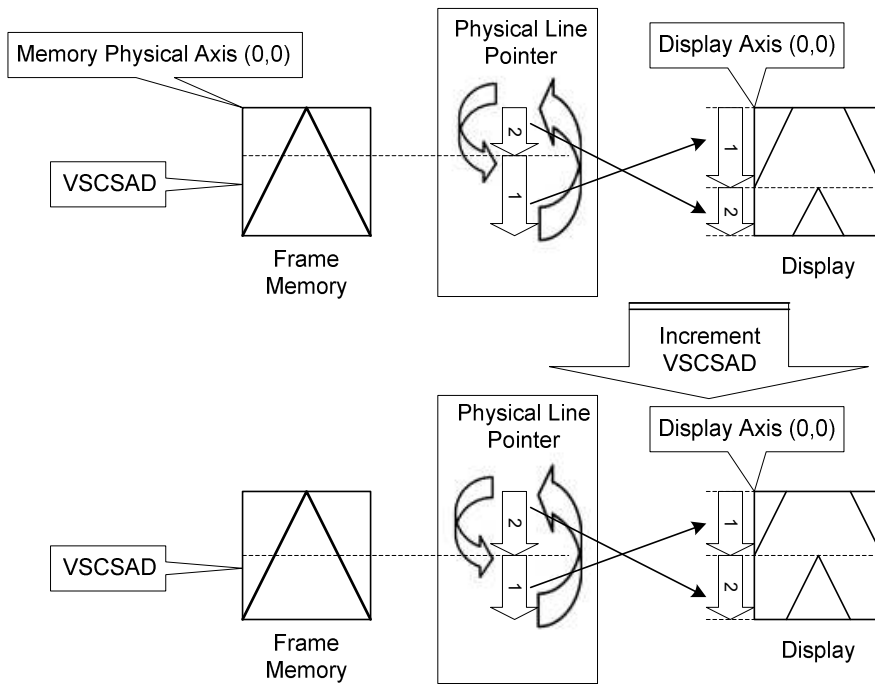 Memory Physical Axis (0,0)
Physical Line
Pointer
Display Axis (0,0)
VSCSAD
2
1
1
2
Frame
Memory
Display
Increment
VSCSAD
Physical Line
Pointer
Display Axis (0,0)
VSCSAD
2
1
1
2
Frame
Memory
Display